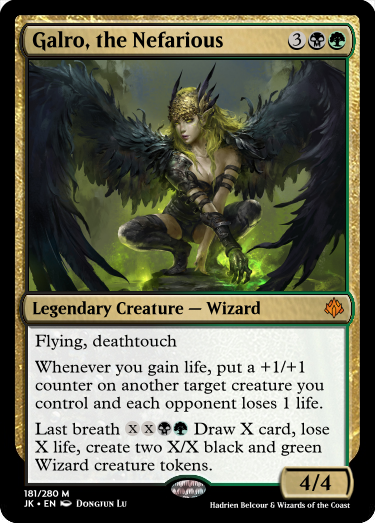 Galro, the Nefarious 3
Legendary Creature — Wizard
Flying, deathtouch
Whenever you gain life, put a +1/+1
counter on another target creature you
control and each opponent loses 1 life.
Last breath X X Draw X card, lose
X life, create two X/X black and green
Wizard creature tokens.
4/4
181/280 M
JK • EN Dongjun Lu
Hadrien Belcour & Wizards of the Coast